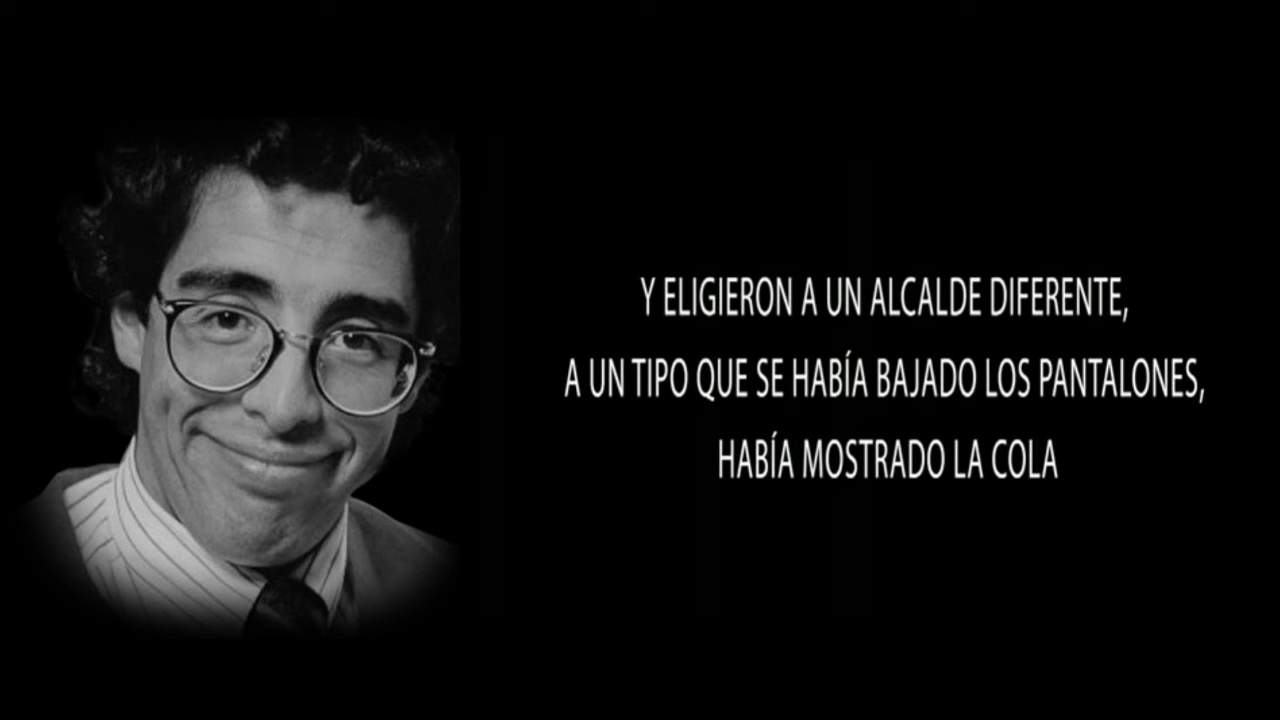 Y ELIGIERON A UN ALCALDE DIFERENTE,
A UN TIPO QUE SE HABÍA BAJADO LOS PANTALONES,
HABÍA MOSTRADO LA COLA